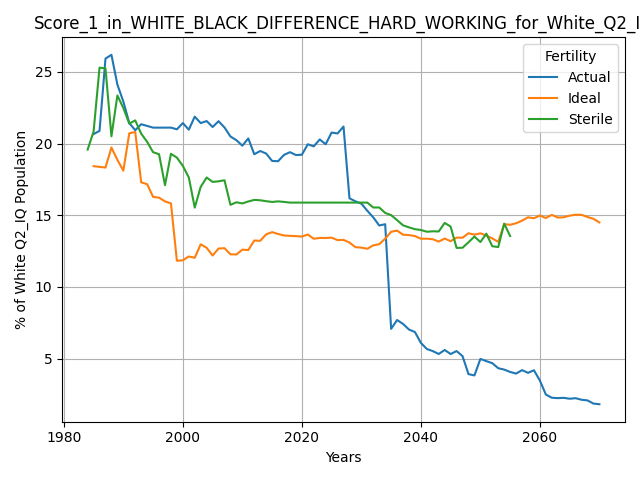 Score_1_in_WHITE_BLACK_DIFFERENCE_HARD_WORKING_for_White_Q2_I
Fertility
Actual
Ideal
Sterile
% of White Q2_IQ Population
25
20
15
10
5
1980
2000
2020
2040
2060
Years